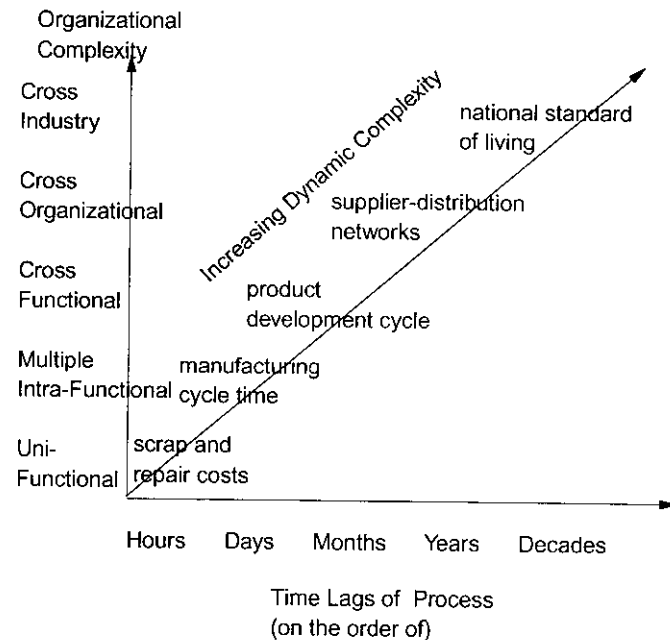 Organizational
Complexity
Cross
Industry
national standard
of living
Increasing Dynamic Complexity
Cross
Organizational
supplier-distribution
networks
Cross
Functional
product
development cycle
Multiple
Intra-Functional
manufacturing
cycle time
Uni-
Functional
scrap and
repair costs
Hours Days Months Years Decades
Time Lags of Process
(on the order of)